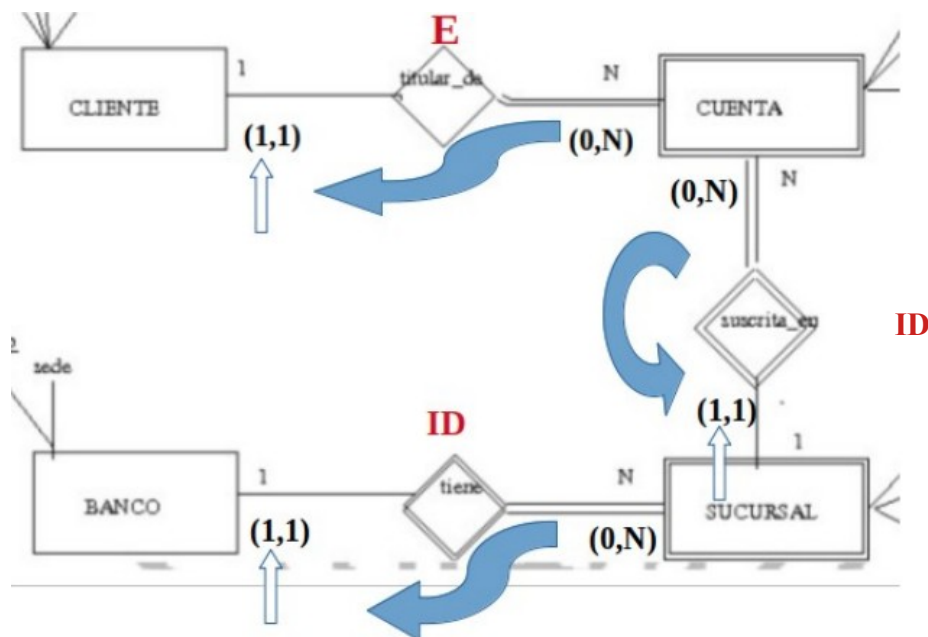 E
1
titular_de
N
CLIENTE
CUENTA
(1,1)
(0,N)
(0,N)
N
suscrita_en
ID
sede
(1,1)
ID
1
1
tiene
N
BANCO
SUCURSAL
(1,1)
(0,N)